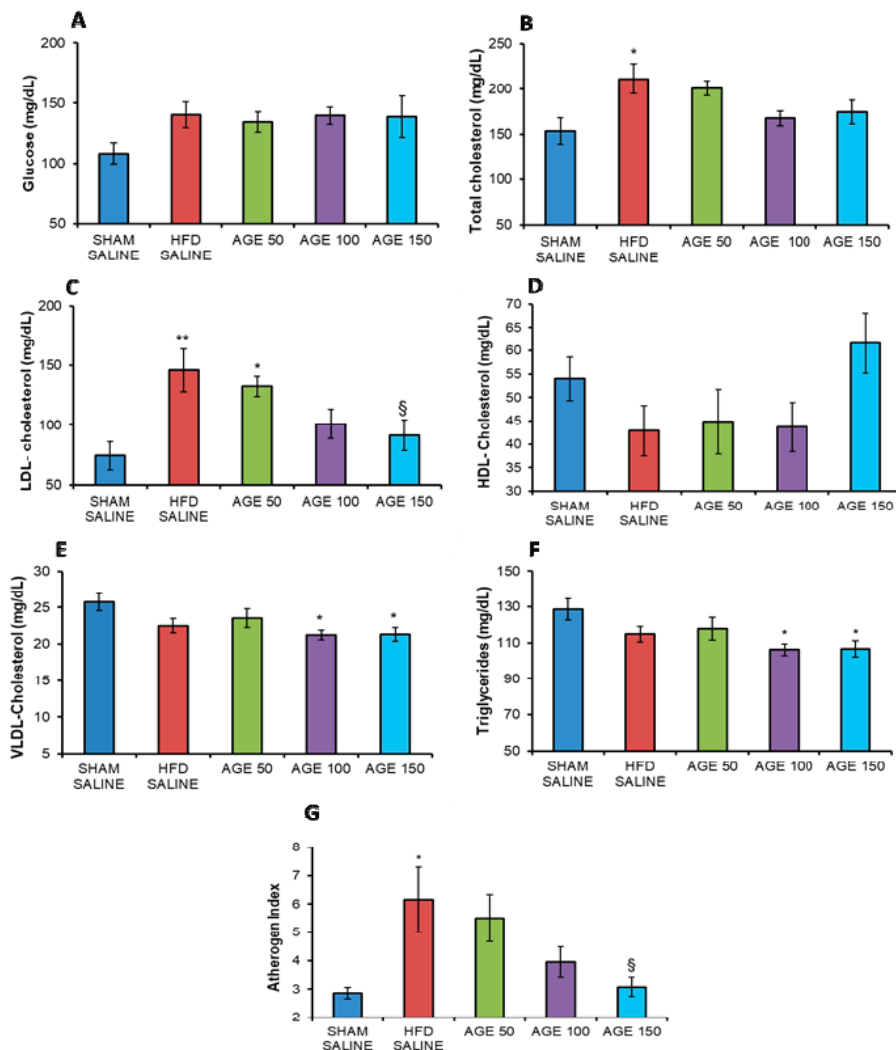 A
Glucose (mg/dL)
200
150
100
50
SHAM SALINE
HFD SALINE
AGE 50
AGE 100
AGE 150
B
Total cholesterol (mg/dL)
250
200
150
100
50
*
SHAM SALINE
HFD SALINE
AGE 50
AGE 100
AGE 150
C
LDL- cholesterol (mg/dL)
200
150
100
50
**
*
§
SHAM SALINE
HFD SALINE
AGE 50
AGE 100
AGE 150
D
HDL- Cholesterol (mg/dL)
70
65
60
55
50
45
40
35
30
SHAM SALINE
HFD SALINE
AGE 50
AGE 100
AGE 150
E
VLDL-Cholesterol (mg/dL)
30
25
20
15
10
5
*
*
SHAM SALINE
HFD SALINE
AGE 50
AGE 100
AGE 150
F
Triglycerides (mg/dL)
150
130
110
90
70
50
*
*
SHAM SALINE
HFD SALINE
AGE 50
AGE 100
AGE 150
G
Atherogen Index
8
7
6
5
4
3
2
*
§
SHAM SALINE
HFD SALINE
AGE 50
AGE 100
AGE 150